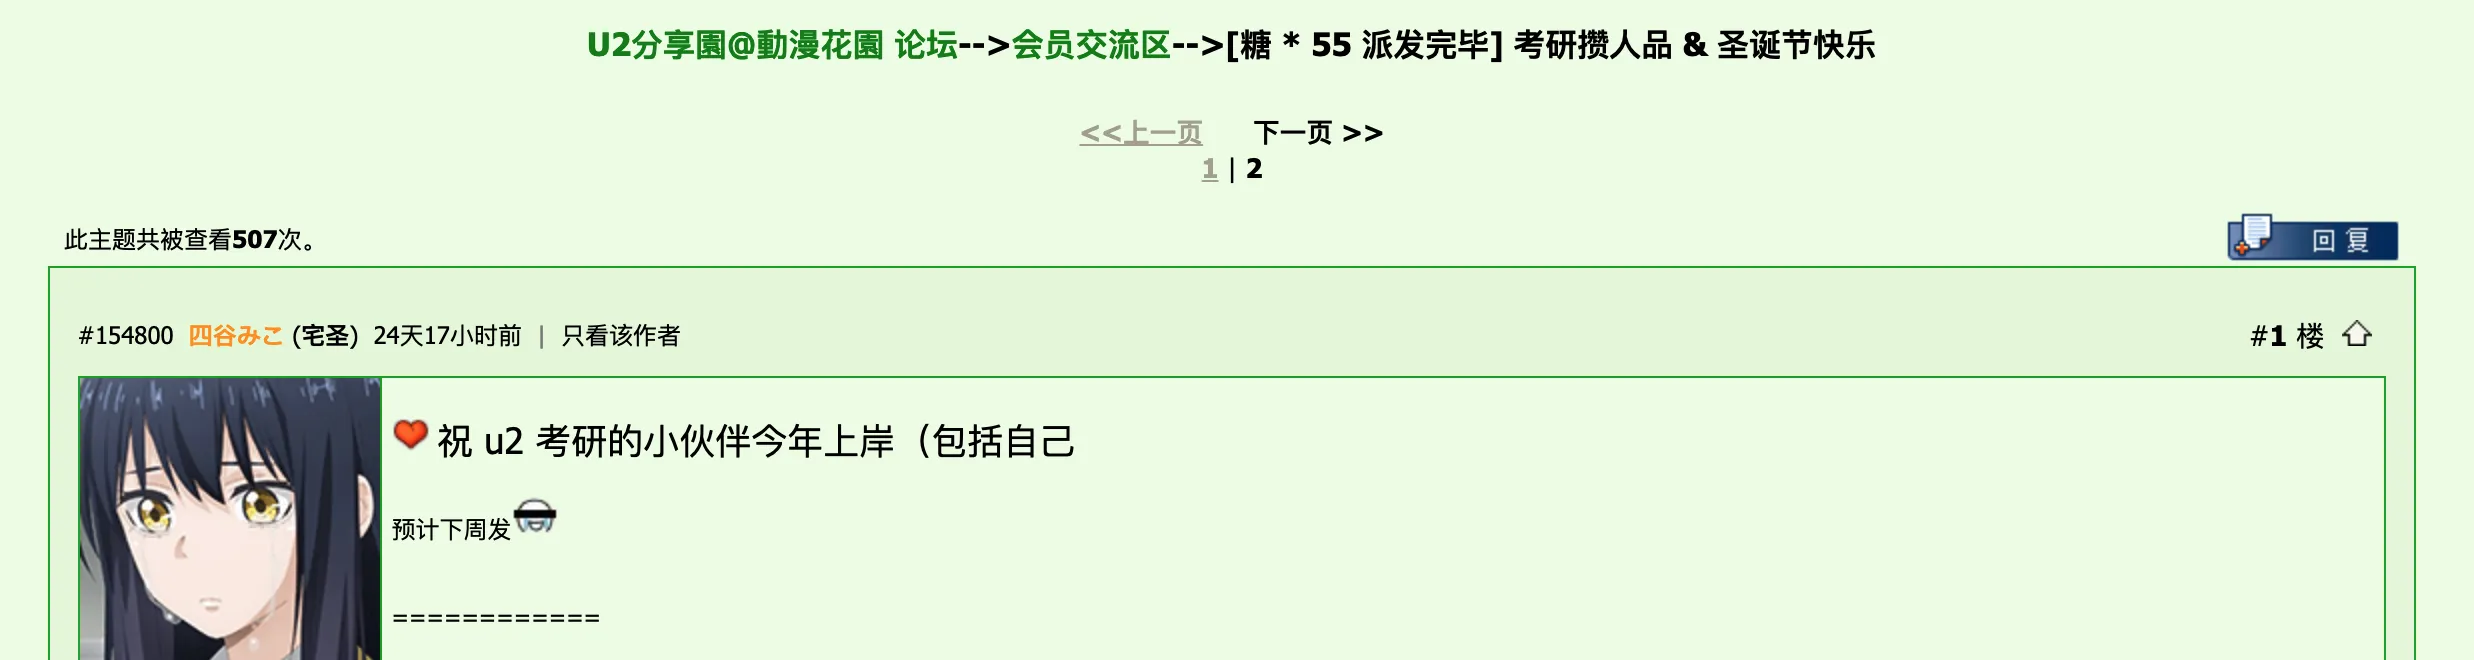 U2分享園@動漫花園 论坛-->会员交流区-->[糖 * 55 派发完毕] 考研攒人品 & 圣诞节快乐
<<上一页 下一页 >>
1 | 2
此主题共被查看507次。
回复
#154800 四谷みこ (宅圣) 24天17小时前 | 只看该作者
#1 楼
祝 u2 考研的小伙伴今年上岸（包括自己
预计下周发
============